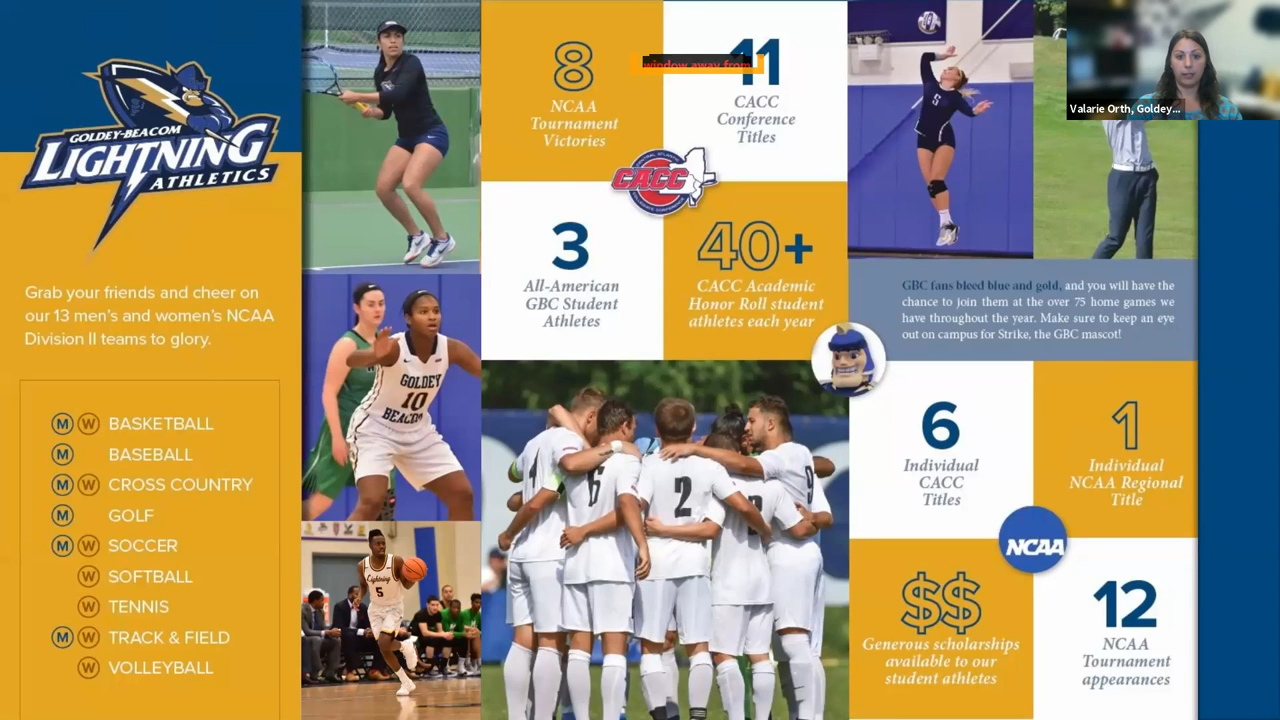 GOLDEY-BEACOM
LIGHTNING
ATHLETICS
Grab your friends and cheer on
our 13 men's and women's NCAA
Division II teams to glory.
M W BASKETBALL
M BASEBALL
M W CROSS COUNTRY
M GOLF
M W SOCCER
W SOFTBALL
W TENNIS
M W TRACK & FIELD
W VOLLEYBALL
GOLDEY
10
BEACOM
Lightning
5
8
NCAA
Tournament
Victories
window away from
11
CACC
Conference
Titles
CACC
3
All-American
GBC Student
Athletes
40+
CACC Academic
Honor Roll student
athletes each year
6
2
9
5
Valarie Orth, Goldey...
GBC fans bleed blue and gold, and you will have the
chance to join them at the over 75 home games we
have throughout the year. Make sure to keep an eye
out on campus for Strike, the GBC mascot!
6
Individual
CACC
Titles
1
Individual
NCAA Regional
Title
NCAA
$$
Generous scholarships
available to our
student athletes
12
NCAA
Tournament
appearances